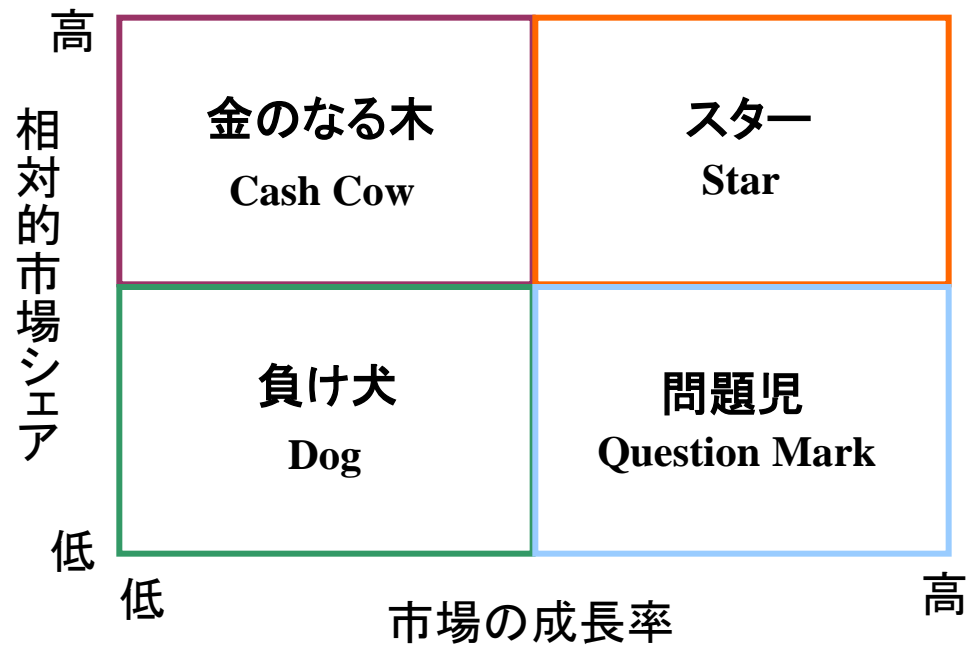 高
相対的市場シェア
低
金のなる木
Cash Cow
スター
Star
負け犬
Dog
問題児
Question Mark
低
市場の成長率
高